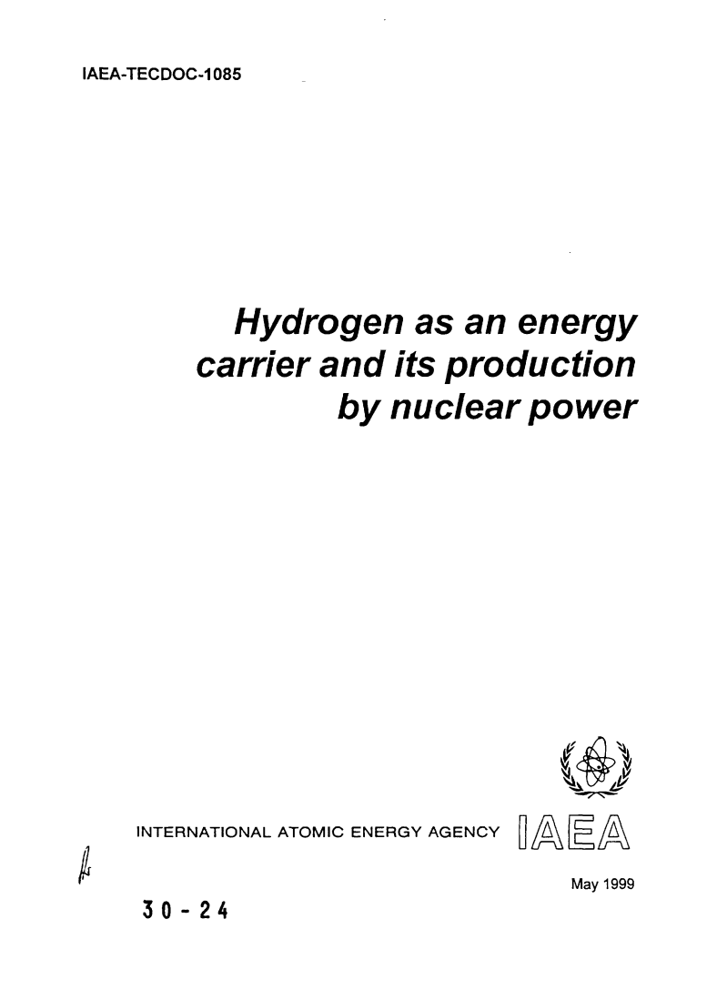 IAEA-TECDOC-1085
Hydrogen as an energy
carrier and its production
by nuclear power
INTERNATIONAL ATOMIC ENERGY AGENCY
IAEA
May 1999
30-24